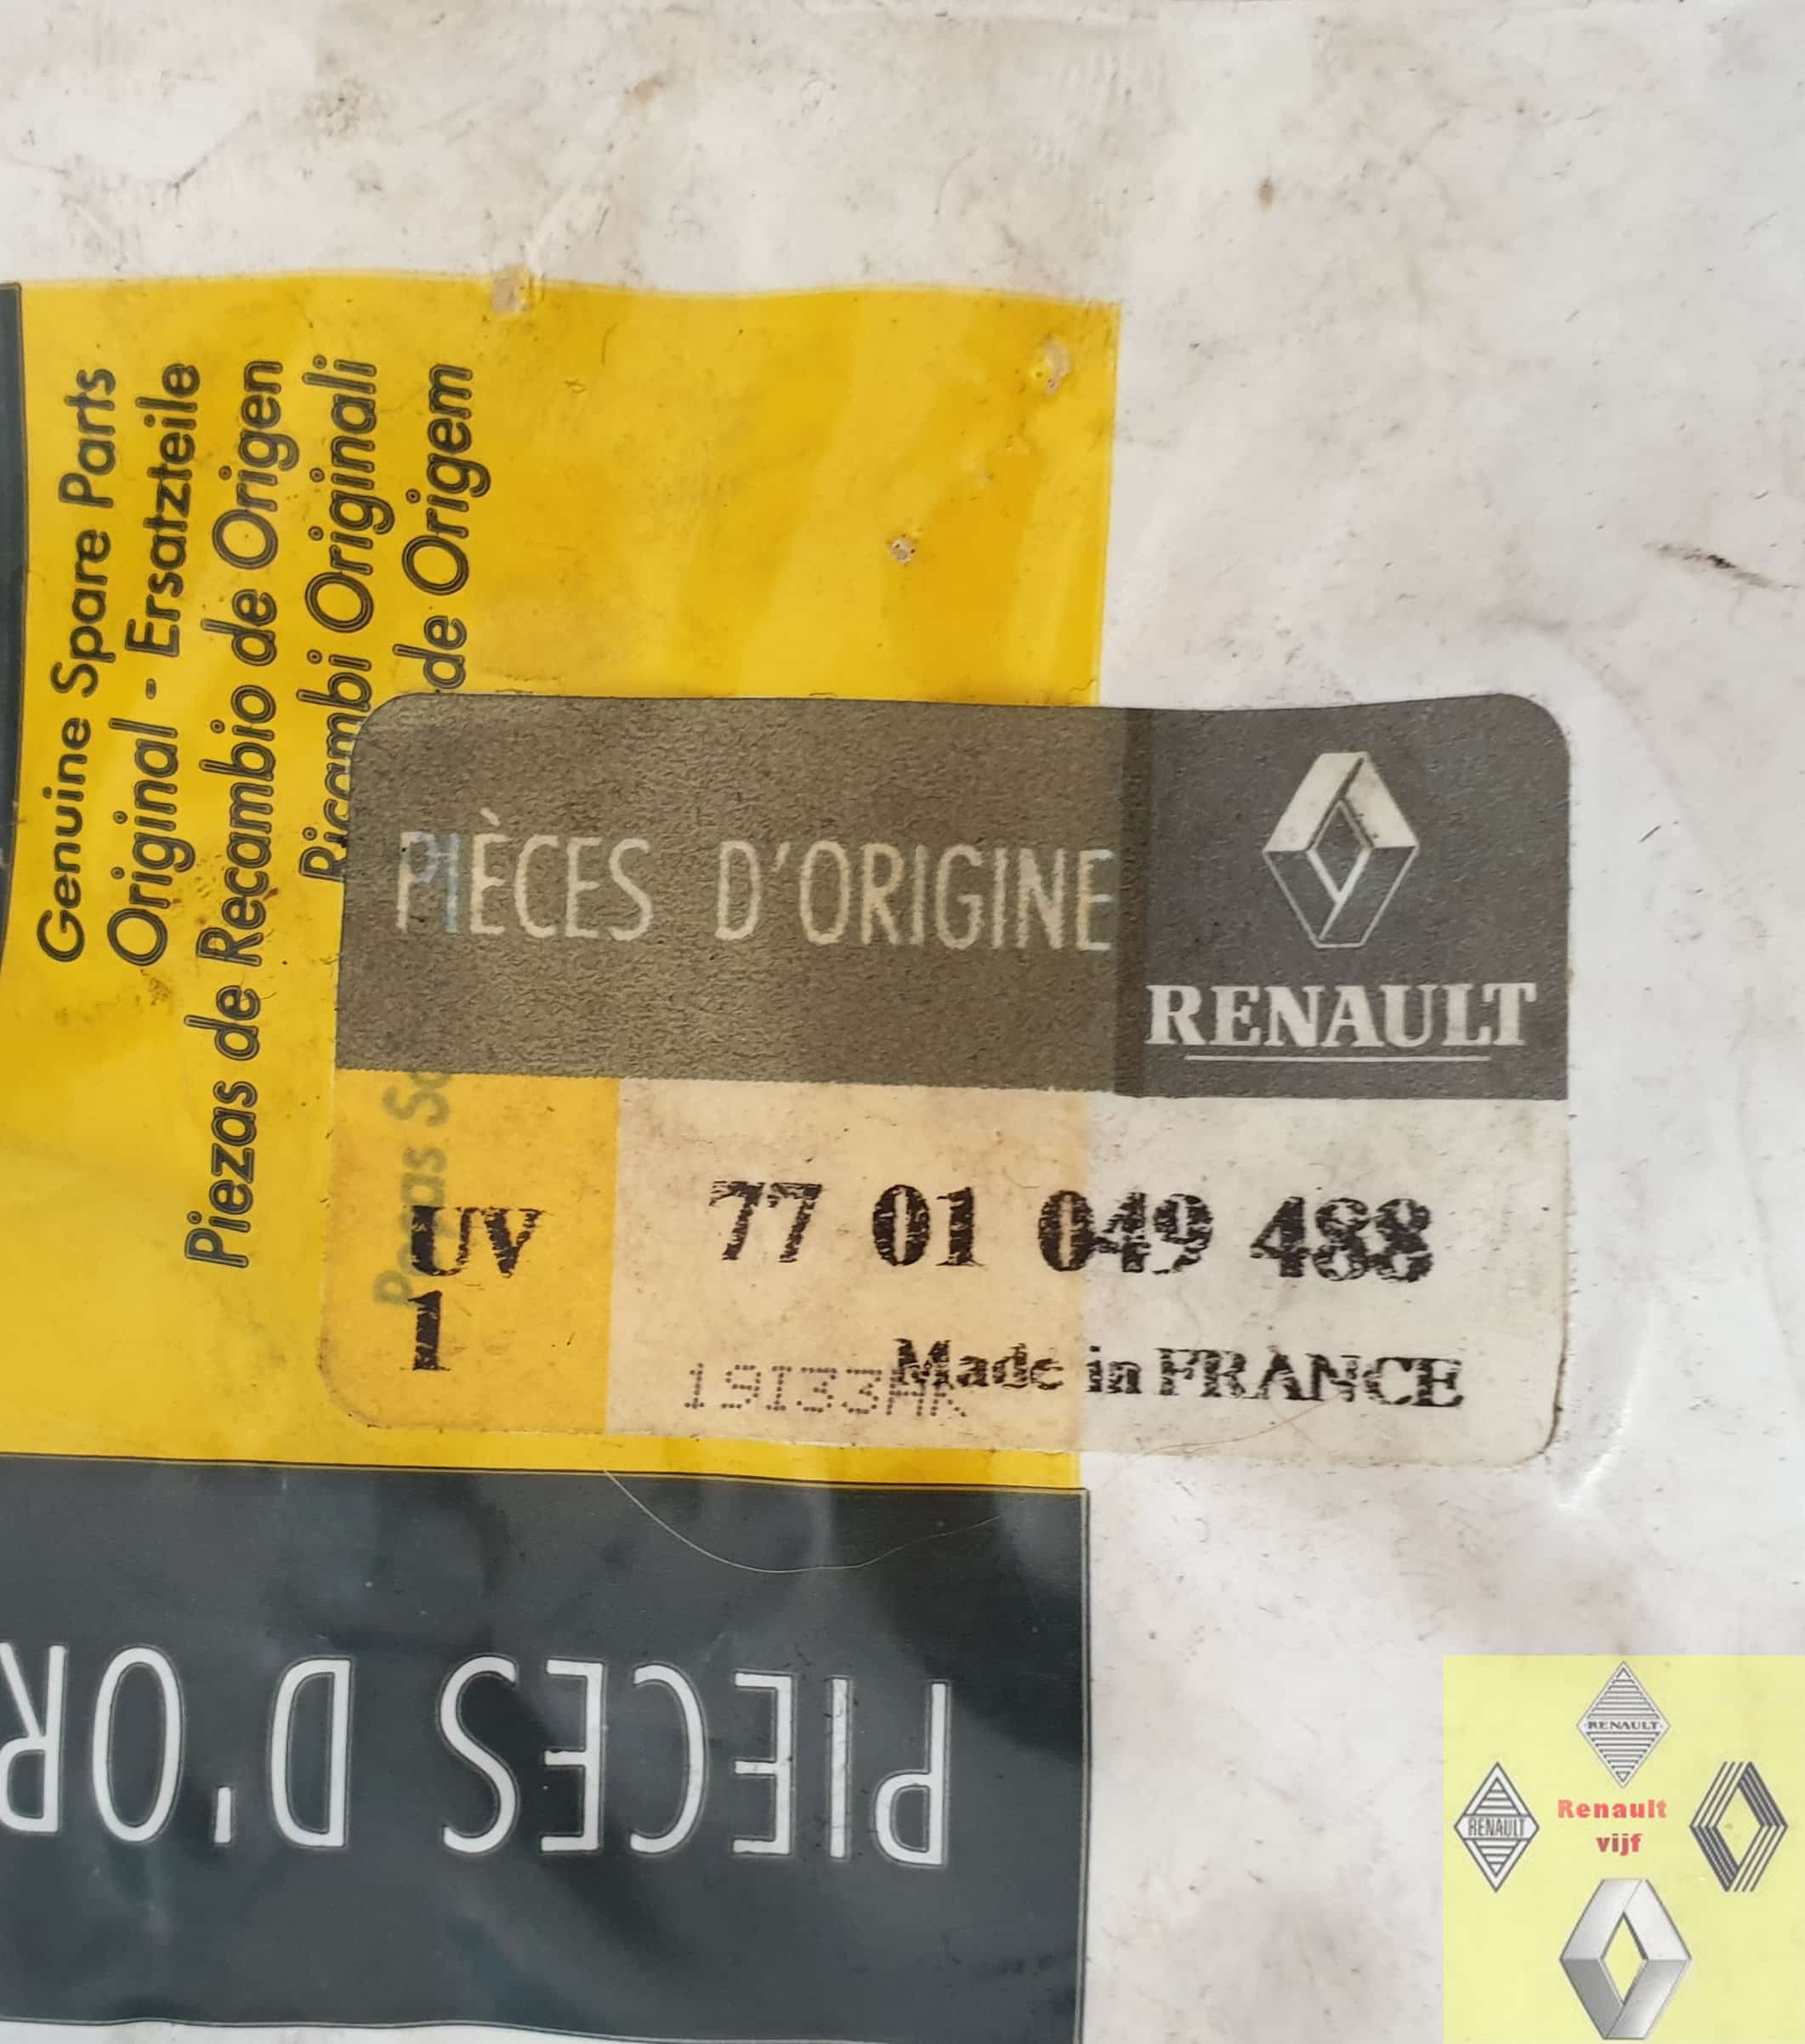 Genuine Spare Parts
Original - Ersatzteile
Piezas de Recambio de Origen
Ricambi Originali
de Origem
PIÈCES D'ORIGINE
RENAULT
UV
1
77 01 049 488
Made in FRANCE
PIECES D'OR
RENAULT
RENAULT
Renault
vijf